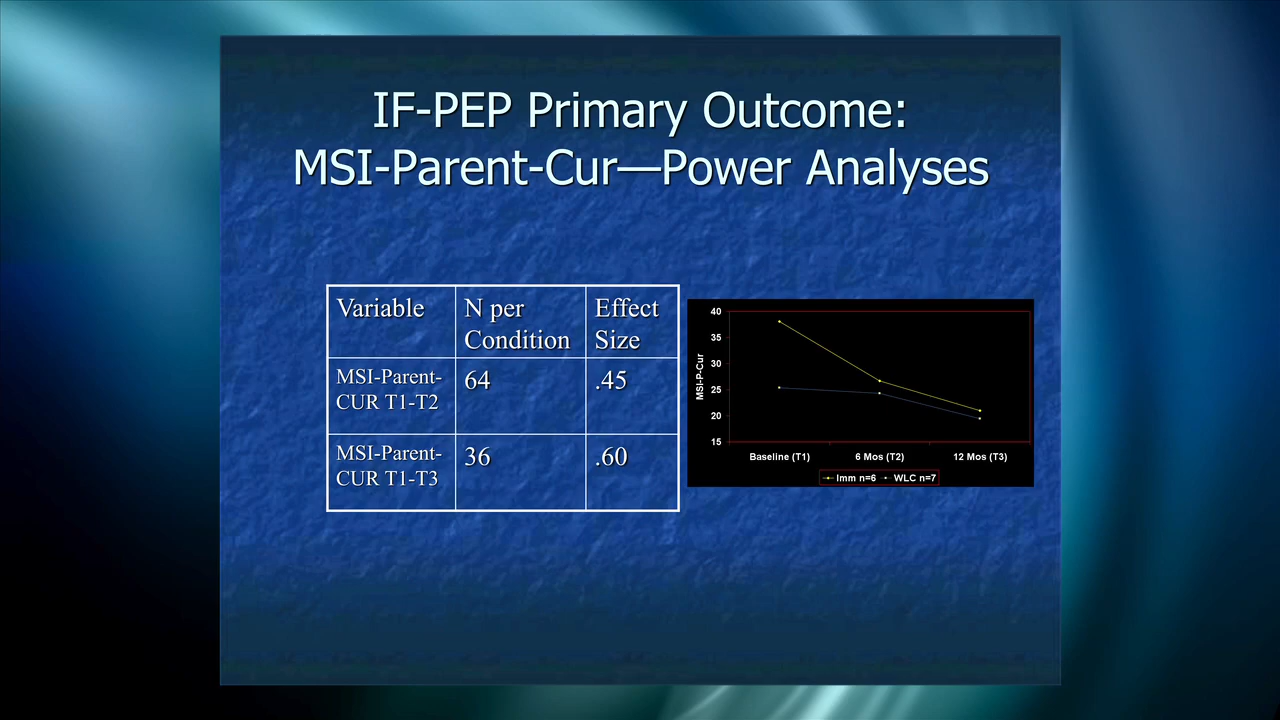 IF-PEP Primary Outcome:
MSI-Parent-Cur—Power Analyses
Variable
N per
Condition
Effect
Size
MSI-Parent-
CUR T1-T2
64
.45
MSI-Parent-
CUR T1-T3
36
.60
40
35
30
25
20
15
MSI-P-Cur
Baseline (T1)
6 Mos (T2)
12 Mos (T3)
Imm n=6
WLC n=7